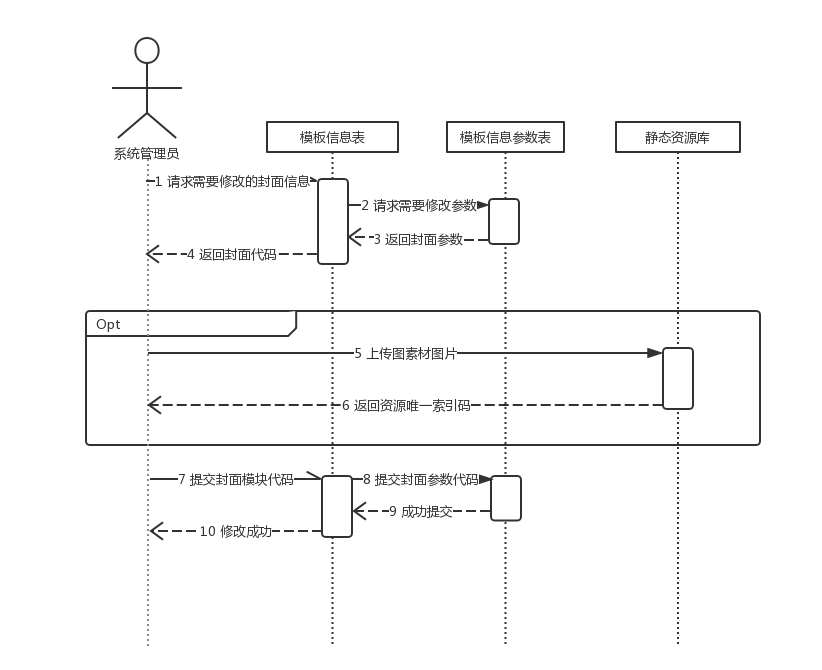 系统管理员
模板信息表
模板信息参数表
静态资源库
1 请求需要修改的封面信息
2 请求需要修改参数
3 返回封面参数
4 返回封面代码
Opt
5 上传图素材图片
6 返回资源唯一索引码
7 提交封面模块代码
8 提交封面参数代码
9 成功提交
10 修改成功